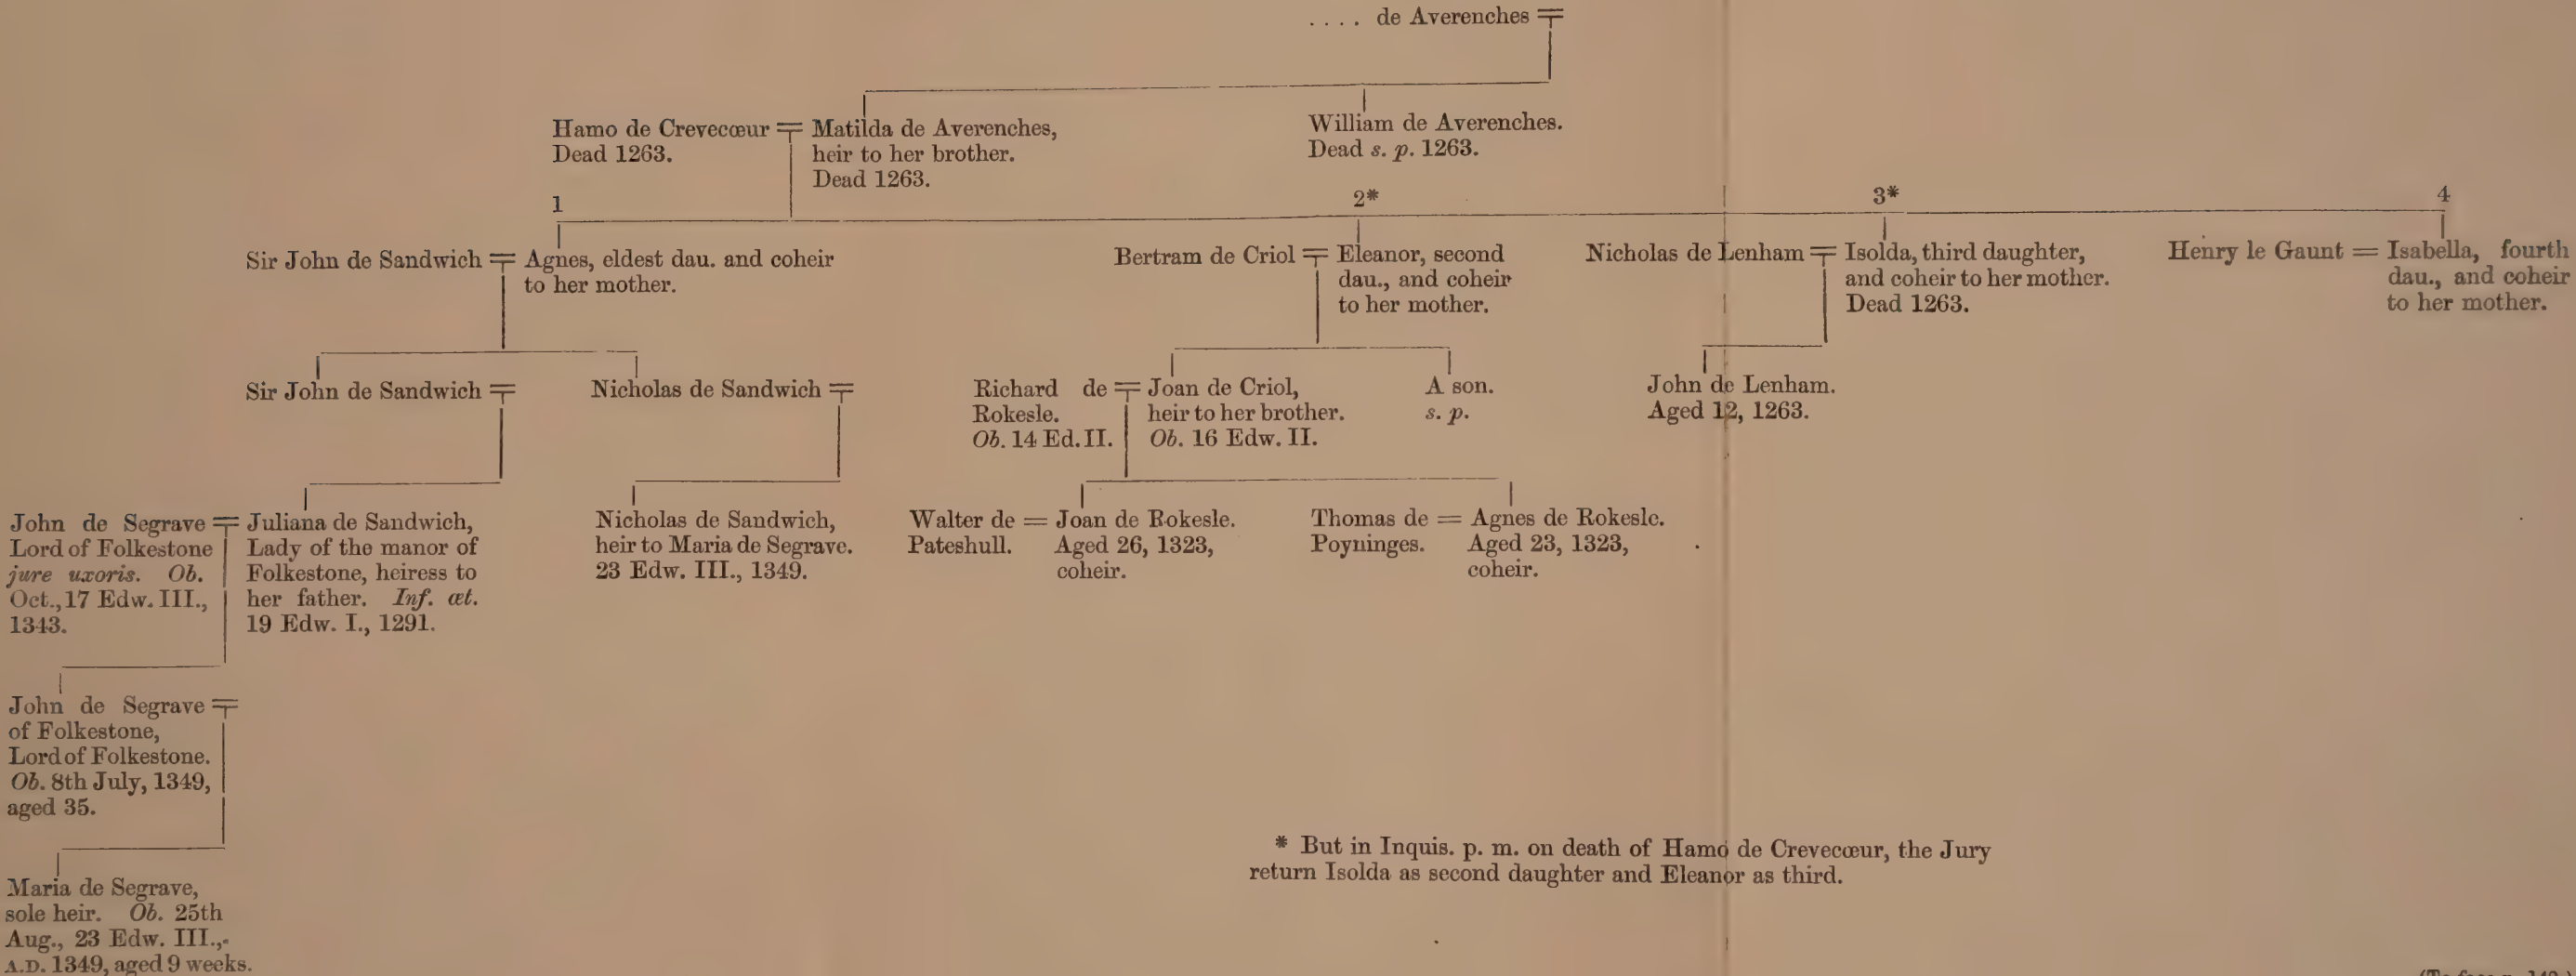 .... de Averenches
Hamo de Crevecœur
Dead 1263.
Matilda de Averenches,
heir to her brother.
Dead 1263.
William de Averenches.
Dead s. p. 1263.
1
2*
3*
4
Sir John de Sandwich
Agnes, eldest dau. and coheir
to her mother.
Bertram de Criol
Eleanor, second
dau., and coheir
to her mother.
Nicholas de Lenham
Isolda, third daughter,
and coheir to her mother.
Dead 1263.
Henry le Gaunt
Isabella, fourth
dau., and coheir
to her mother.
Sir John de Sandwich
Nicholas de Sandwich
Richard de
Rokesle.
Ob. 14 Ed. II.
Joan de Criol,
heir to her brother.
Ob. 16 Edw. II.
A son.
s. p.
John de Lenham.
Aged 12, 1263.
John de Segrave
Lord of Folkestone
jure uxoris. Ob.
Oct., 17 Edw. III.,
1343.
Juliana de Sandwich,
Lady of the manor of
Folkestone, heiress to
her father. Inf. æt.
19 Edw. I., 1291.
Nicholas de Sandwich,
heir to Maria de Segrave.
23 Edw. III., 1349.
Walter de
Pateshull.
Joan de Rokesle.
Aged 26, 1323,
coheir.
Thomas de
Poyninges.
Agnes de Rokesle.
Aged 23, 1323,
coheir.
John de Segrave
of Folkestone,
Lord of Folkestone.
Ob. 8th July, 1349,
aged 35.
Maria de Segrave,
sole heir. Ob. 25th
Aug., 23 Edw. III.,
A.D. 1349, aged 9 weeks.
* But in Inquis. p. m. on death of Hamo de Crevecœur, the Jury
return Isolda as second daughter and Eleanor as third.